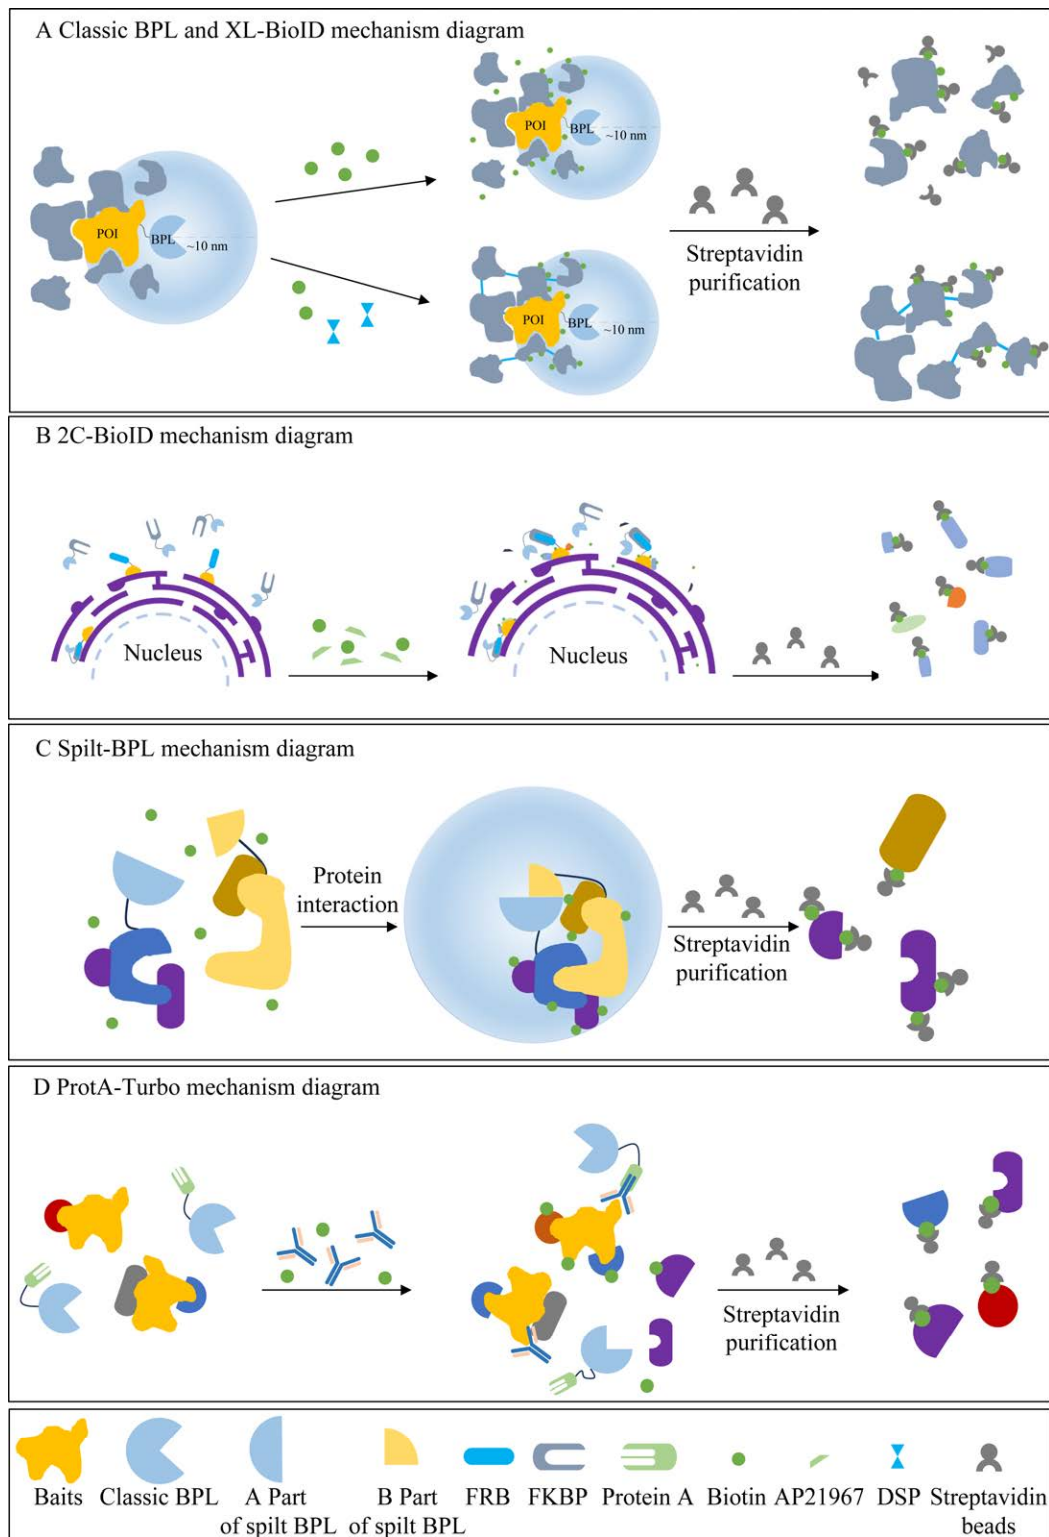 A Classic BPL and XL-BioID mechanism diagram
POI
BPL
~10 nm
POI
BPL
~10 nm
POI
BPL
~10 nm
Streptavidin
purification
B 2C-BioID mechanism diagram
Nucleus
Nucleus
C Spilt-BPL mechanism diagram
Protein
interaction
Streptavidin
purification
D ProtA-Turbo mechanism diagram
Streptavidin
purification
Baits
Classic BPL
A Part
of spilt BPL
B Part
of spilt BPL
FRB
FKBP
Protein A
Biotin
AP21967
DSP
Streptavidin
beads